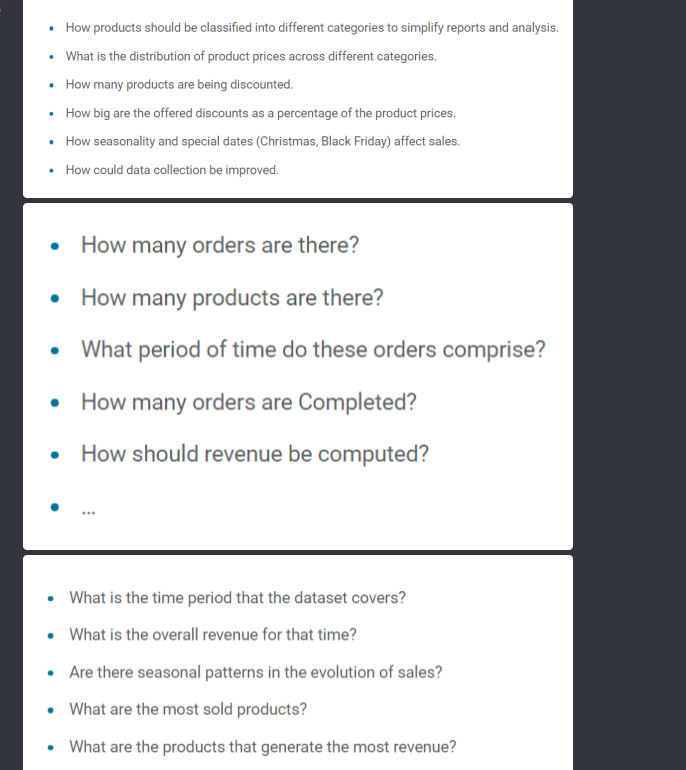 How products should be classified into different categories to simplify reports and analysis.
What is the distribution of product prices across different categories.
How many products are being discounted.
How big are the offered discounts as a percentage of the product prices.
How seasonality and special dates (Christmas, Black Friday) affect sales.
How could data collection be improved.
How many orders are there?
How many products are there?
What period of time do these orders comprise?
How many orders are Completed?
How should revenue be computed?
...
What is the time period that the dataset covers?
What is the overall revenue for that time?
Are there seasonal patterns in the evolution of sales?
What are the most sold products?
What are the products that generate the most revenue?